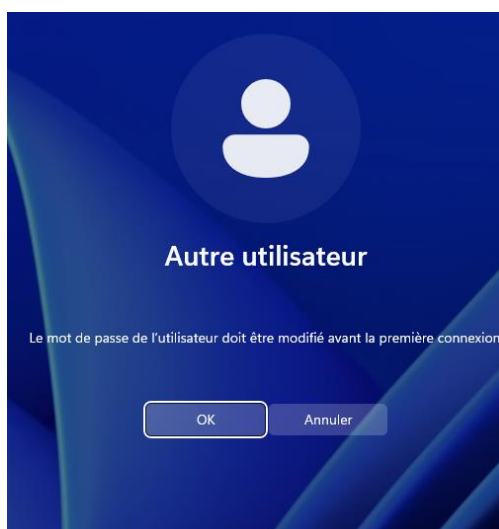 Autre utilisateur
Le mot de passe de l'utilisateur doit être modifié avant la première connexion
OK
Annuler